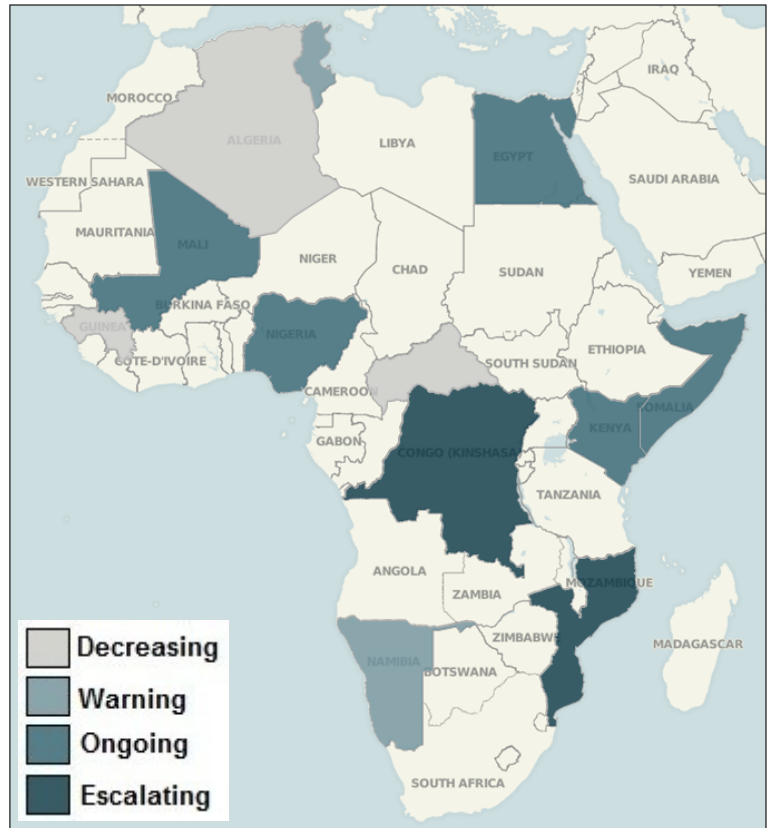 IRAQ
MOROCCO
ALGERIA
LIBYA
EGYPT
WESTERN SAHARA
SAUDI ARABIA
MAURITANIA
MALI
NIGER
CHAD
SUDAN
YEMEN
BURKINA FASO
GUINEA
NIGERIA
ETHIOPIA
COTE-D'IVOIRE
SOUTH SUDAN
CAMEROON
SOMALIA
KENYA
GABON
CONGO (KINSHASA
TANZANIA
ANGOLA
MOZAMBIQUE
ZAMBIA
ZIMBABWE
MADAGASCAR
NAMIBIA
BOTSWANA
SOUTH AFRICA
Decreasing
Warning
Ongoing
Escalating